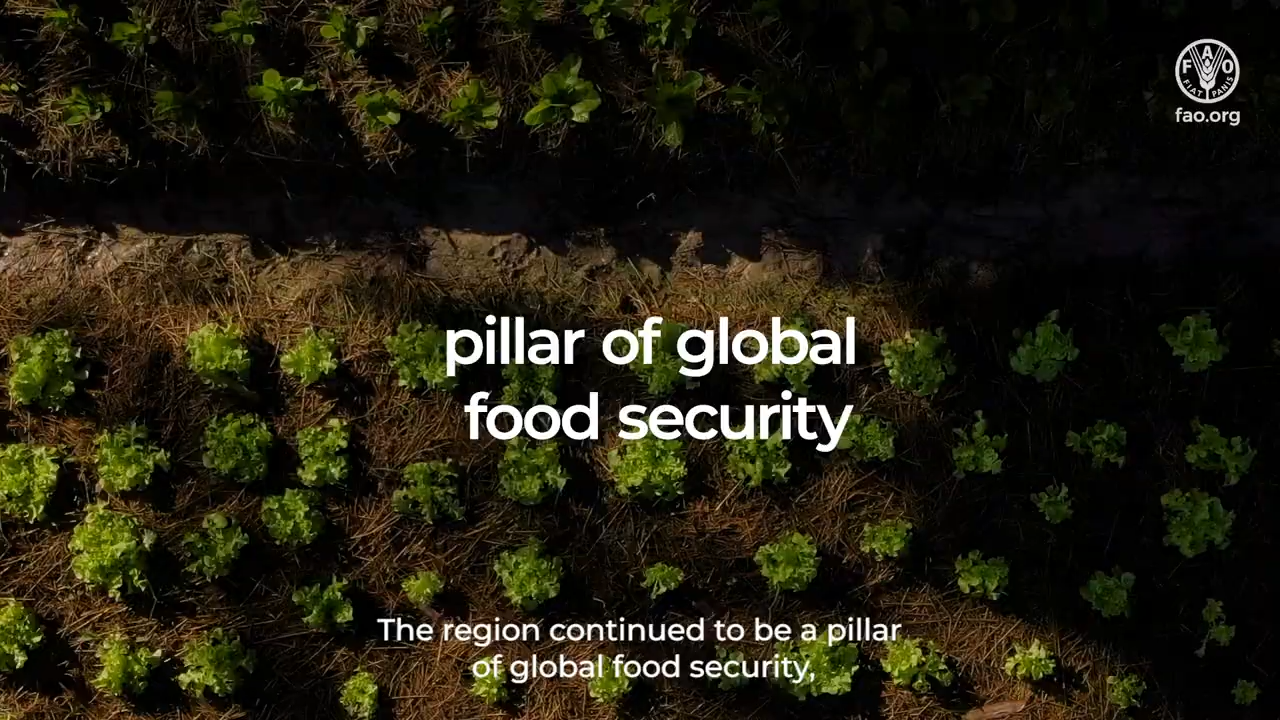 F A O
FIAT PANIS
fao.org
pillar of global
food security
The region continued to be a pillar
of global food security,